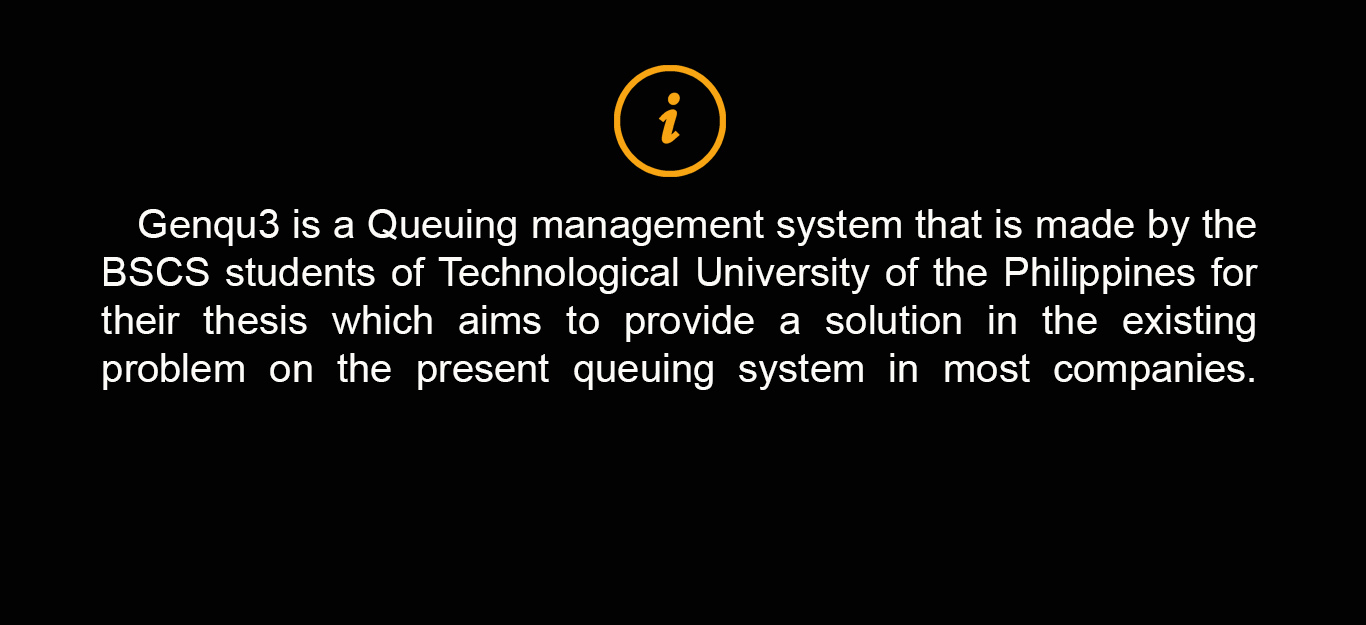 Genqu3 is a Queuing management system that is made by the
BSCS students of Technological University of the Philippines for
their thesis which aims to provide a solution in the existing
problem on the present queuing system in most companies.